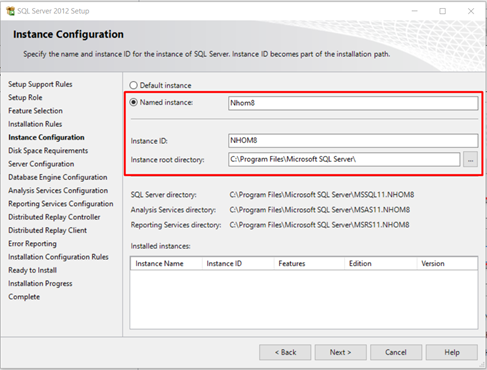 SQL Server 2012 Setup
Instance Configuration
Specify the name and instance ID for the instance of SQL Server. Instance ID becomes part of the installation path.
Setup Support Rules
Setup Role
Feature Selection
Installation Rules
Instance Configuration
Disk Space Requirements
Server Configuration
Database Engine Configuration
Analysis Services Configuration
Reporting Services Configuration
Distributed Replay Controller
Distributed Replay Client
Error Reporting
Installation Configuration Rules
Ready to Install
Installation Progress
Complete
Default instance
Named instance: Nhom8
Instance ID: NHOM8
Instance root directory: C:\Program Files\Microsoft SQL Server\ ...
SQL Server directory: C:\Program Files\Microsoft SQL Server\MSSQL11.NHOM8
Analysis Services directory: C:\Program Files\Microsoft SQL Server\MSAS11.NHOM8
Reporting Services directory: C:\Program Files\Microsoft SQL Server\MSRS11.NHOM8
Installed instances:
Instance Name Instance ID Features Edition Version
< Back Next > Cancel Help